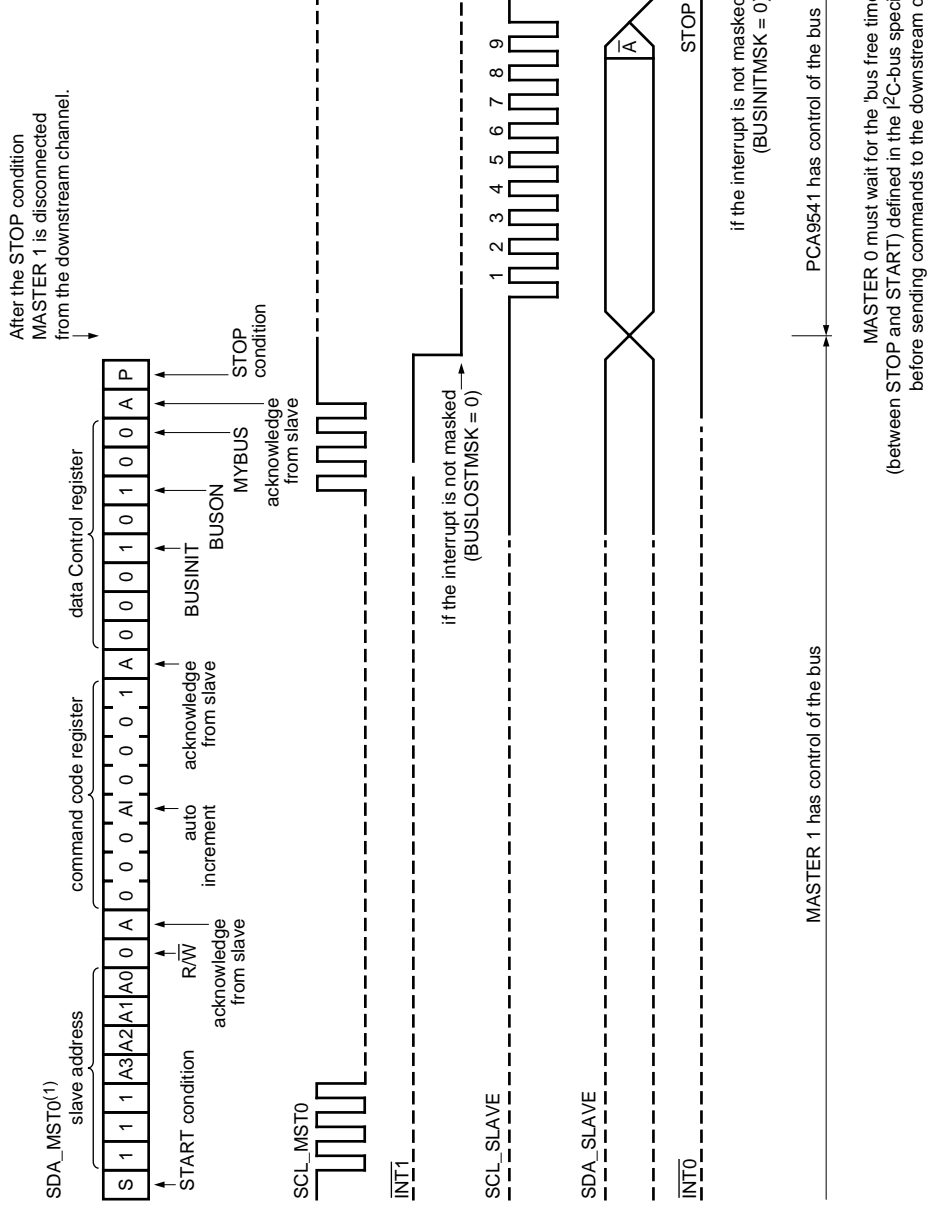 After the STOP condition
MASTER 1 is disconnected
from the downstream channel.
SDA_MST0(1)
slave address
command code register
data Control register
S 1 1 1 A3 A2 A1 A0 0 A 0 0 0 AI 0 0 0 1 A 0 0 0 1 0 1 0 0 A P
START condition
R/W
acknowledge
from slave
auto
increment
acknowledge
from slave
BUSINIT
BUSON
MYBUS
acknowledge
from slave
STOP
condition
SCL_MST0
INT1
if the interrupt is not masked
(BUSLOSTMSK = 0)
SCL_SLAVE
1 2 3 4 5 6 7 8 9
SDA_SLAVE
A
STOP
INT0
if the interrupt is not masked
(BUSINITMSK = 0)
MASTER 1 has control of the bus
PCA9541 has control of the bus
MASTER 0 must wait for the 'bus free time
(between STOP and START) defined in the I2C-bus speci
before sending commands to the downstream c